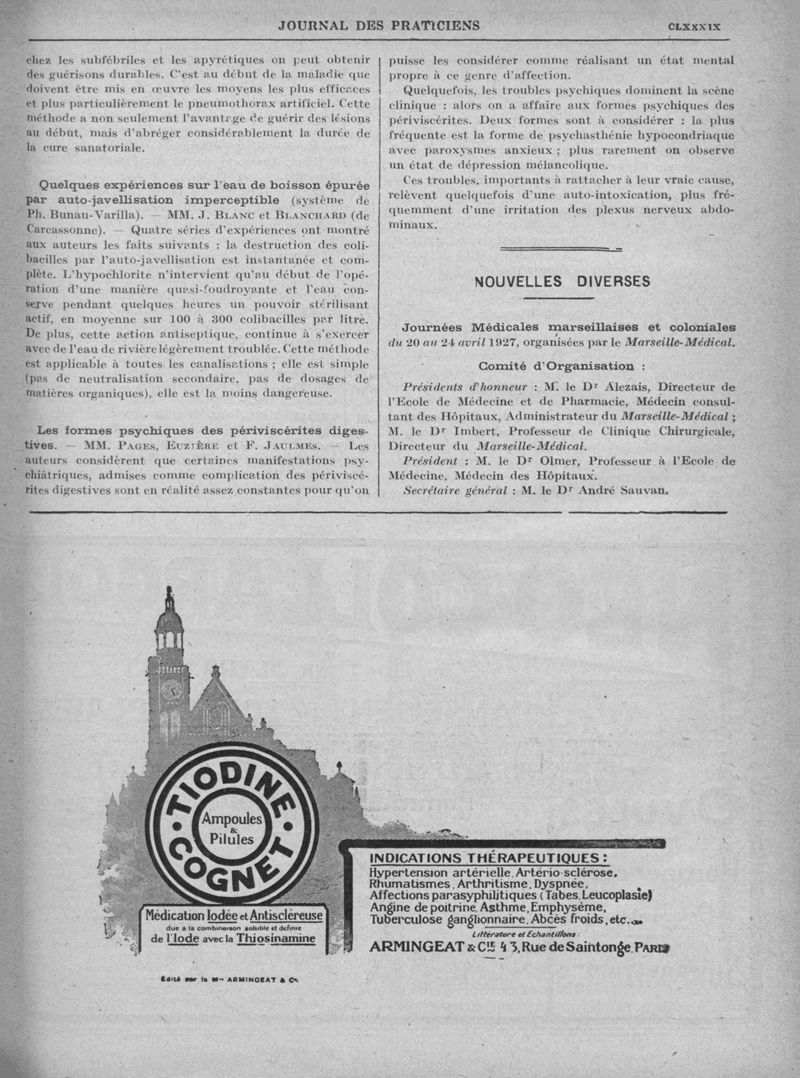 JOURNAL DES PRATICIENS
CLXXXIX
chez les subfébriles et les apyrétiques on peut obtenir
des guérisons durables. C'est au début de la maladie que
doivent être mis en œuvre les moyens les plus efficaces
et plus particulièrement le pneumothorax artificiel. Cette
méthode a non seulement l'avantage de guérir des lésions
au début, mais d'abréger considérablement la durée de
la cure sanatoriale.
Quelques expériences sur l'eau de boisson épurée
par auto-javellisation imperceptible (système de
Ph. Bunau-Varilla). — MM. J. BLANC et BLANCHARD (de
Carcassonne). — Quatre séries d'expériences ont montré
aux auteurs les faits suivants : la destruction des coli-
bacilles par l'auto-javellisation est instantanée et com-
plète. L'hypochlorite n'intervient qu'au début de l'opé-
ration d'une manière quasi-foudroyante et l'eau con-
serve pendant quelques heures un pouvoir stérilisant
actif, en moyenne sur 100 à 300 colibacilles par litre.
De plus, cette action antiseptique, continue à s'exercer
avec de l'eau de rivière légèrement troublée. Cette méthode
est applicable à toutes les canalisations ; elle est simple
(pas de neutralisation secondaire, pas de dosages de
matières organiques), elle est la moins dangereuse.
Les formes psychiques des périviscérites diges-
tives. — MM. PAGES, EUZIÈRE et F. JAULMES. — Les
auteurs considèrent que certaines manifestations psy-
chiâtriques, admises comme complication des périviscé-
rites digestives sont en réalité assez constantes pour qu'on
puisse les considérer comme réalisant un état mental
propre à ce genre d'affection.
Quelquefois, les troubles psychiques dominent la scène
clinique : alors on a affaire aux formes psychiques des
périviscérites. Deux formes sont à considérer : la plus
fréquente est la forme de psychasthénie hypocondriaque
avec paroxysmes anxieux ; plus rarement on observe
un état de dépression mélancolique.
Ces troubles, importants à rattacher à leur vraie cause,
relèvent quelquefois d'une auto-intoxication, plus fré-
quemment d'une irritation des plexus nerveux abdo-
minaux.
NOUVELLES DIVERSES
Journées Médicales marseillaises et coloniales
du 20 au 24 avril 1927, organisées par le Marseille-Médical.
Comité d'Organisation :
Présidents d'honneur : M. le Dr Alezais, Directeur de
l'Ecole de Médecine et de Pharmacie, Médecin consul-
tant des Hôpitaux, Administrateur du Marseille-Médical ;
M. le Dr Imbert, Professeur de Clinique Chirurgicale,
Directeur du Marseille-Médical.
Président : M. le Dr Olmer, Professeur à l'Ecole de
Médecine, Médecin des Hôpitaux.
Secrétaire général : M. le Dr André Sauvan.
TIODINE
COGNET
Ampoules
&
Pilules
Médication Iodée et Antiscléreuse
due a la combinaison soluble et définie
de l'Iode avec la Thiosinamine
INDICATIONS THÉRAPEUTIQUES :
Hypertension artérielle. Artério-sclérose.
Rhumatismes. Arthritisme. Dyspnée.
Affections parasyphilitiques (Tabes, Leucoplasie)
Angine de poitrine. Asthme, Emphysème,
Tuberculose ganglionnaire. Abcès froids, etc...
Littérature et Echantillons :
ARMINGEAT & Cie 43, Rue de Saintonge. PARIS
Edité par la Mon ARMINGEAT & Cie